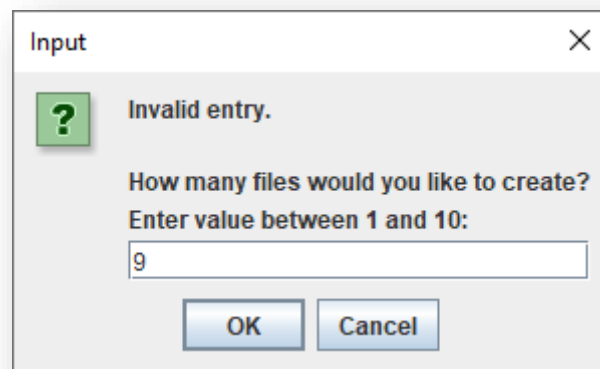 Input
?
Invalid entry.
How many files would you like to create?
Enter value between 1 and 10:
9
OK
Cancel